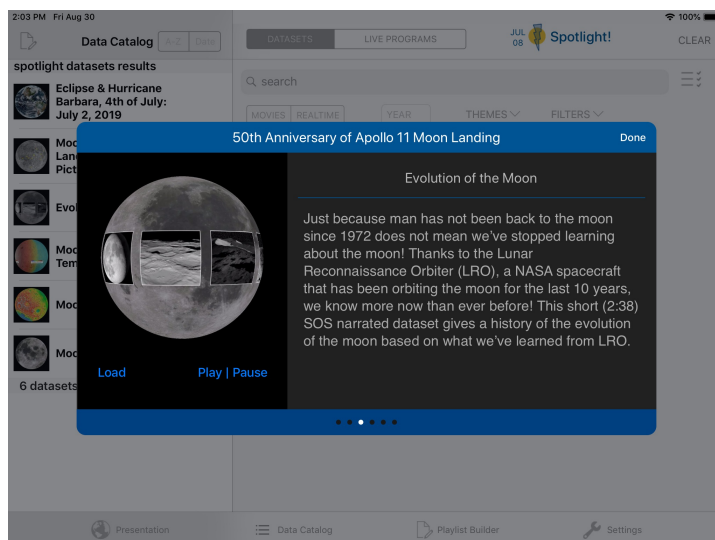 2:03 PM Fri Aug 30
100%
Data Catalog
A-Z
Date
DATASETS
LIVE PROGRAMS
JUL
08
Spotlight!
CLEAR
spotlight datasets results
search
Eclipse & Hurricane
Barbara, 4th of July:
July 2, 2019
MOVIES
REALTIME
YEAR
THEMES
FILTERS
50th Anniversary of Apollo 11 Moon Landing
Done
Evolution of the Moon
Just because man has not been back to the moon
since 1972 does not mean we've stopped learning
about the moon! Thanks to the Lunar
Reconnaissance Orbiter (LRO), a NASA spacecraft
that has been orbiting the moon for the last 10 years,
we know more now than ever before! This short (2:38)
SOS narrated dataset gives a history of the evolution
of the moon based on what we've learned from LRO.
Load
Play | Pause
6 datasets
Presentation
Data Catalog
Playlist Builder
Settings